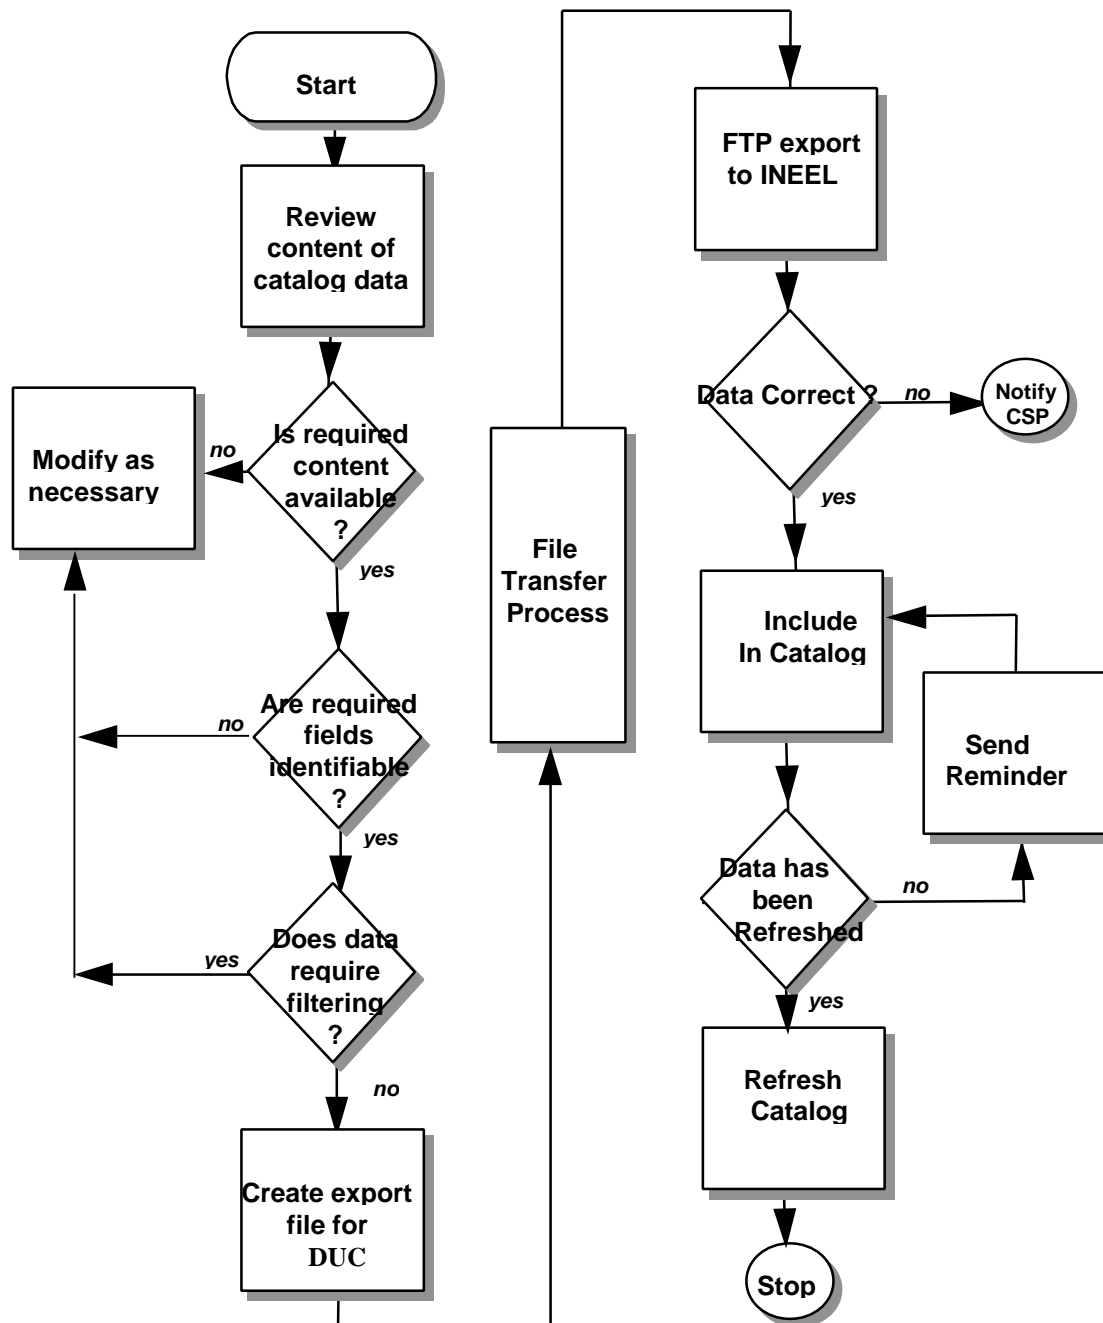 Start
Review
content of
catalog data
Is required
content
available
?
no
Modify as
necessary
yes
Are required
fields
identifiable
?
no
yes
Does data
require
filtering
?
yes
no
Create export
file for
DUC
File
Transfer
Process
FTP export
to INEEL
Data Correct ?
no
Notify
CSP
yes
Include
In Catalog
Send
Reminder
Data has
been
Refreshed
no
yes
Refresh
Catalog
Stop